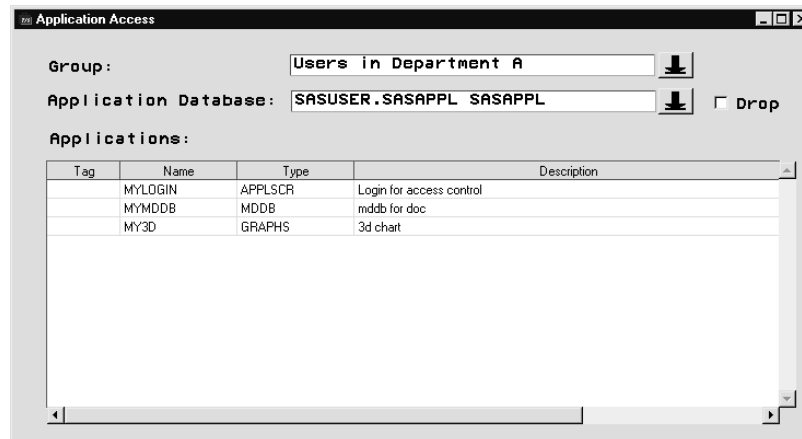 Application Access
Group: Users in Department A
Application Database: SASUSER.SASAPPL SASAPPL Drop
Applications:
Tag Name Type Description
MYLOGIN APPLSCR Login for access control
MYMDDB MDDB mddb for doc
MY3D GRAPHS 3d chart